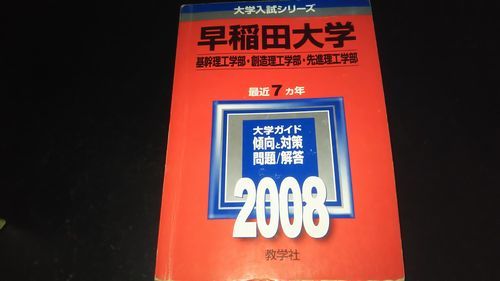 大学入試シリーズ
早稲田大学
基幹理工学部・創造理工学部・先進理工学部
最近7カ年
大学ガイド
傾向と対策
問題/解答
2008
教学社